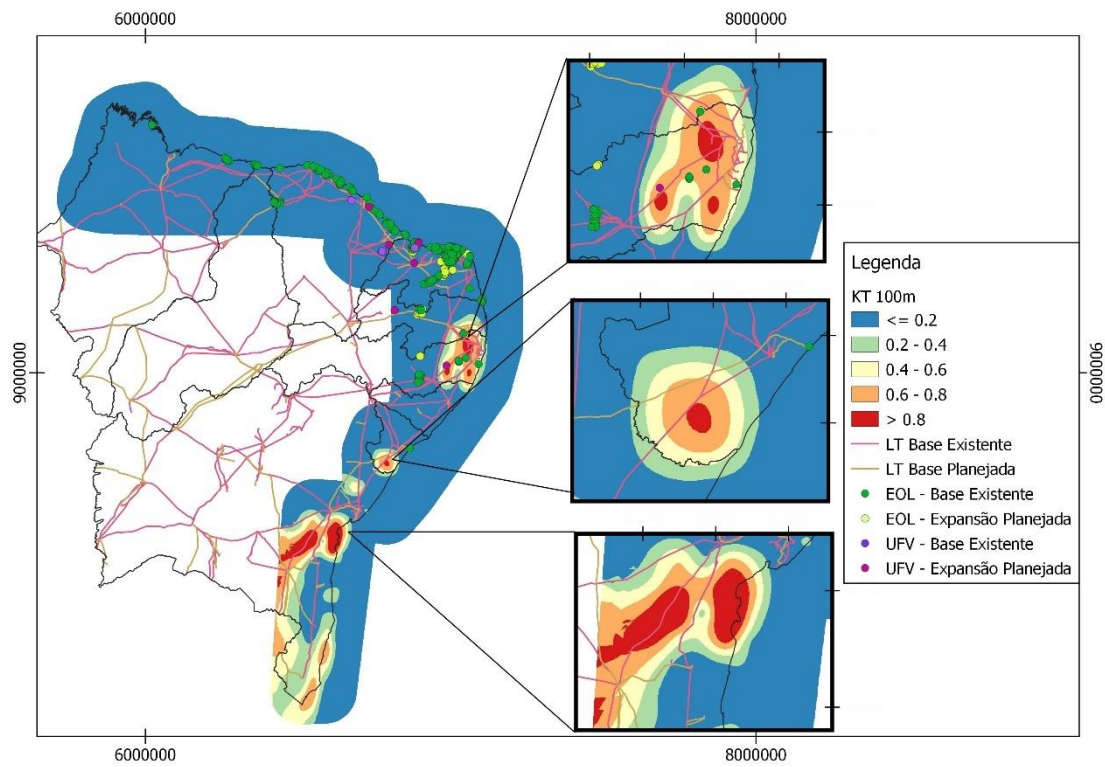 6000000
8000000
9000000
9000000
Legenda
KT 100m
<= 0.2
0.2 - 0.4
0.4 - 0.6
0.6 - 0.8
> 0.8
LT Base Existente
LT Base Planejada
EOL - Base Existente
EOL - Expansão Planejada
UFV - Base Existente
UFV - Expansão Planejada
6000000
8000000